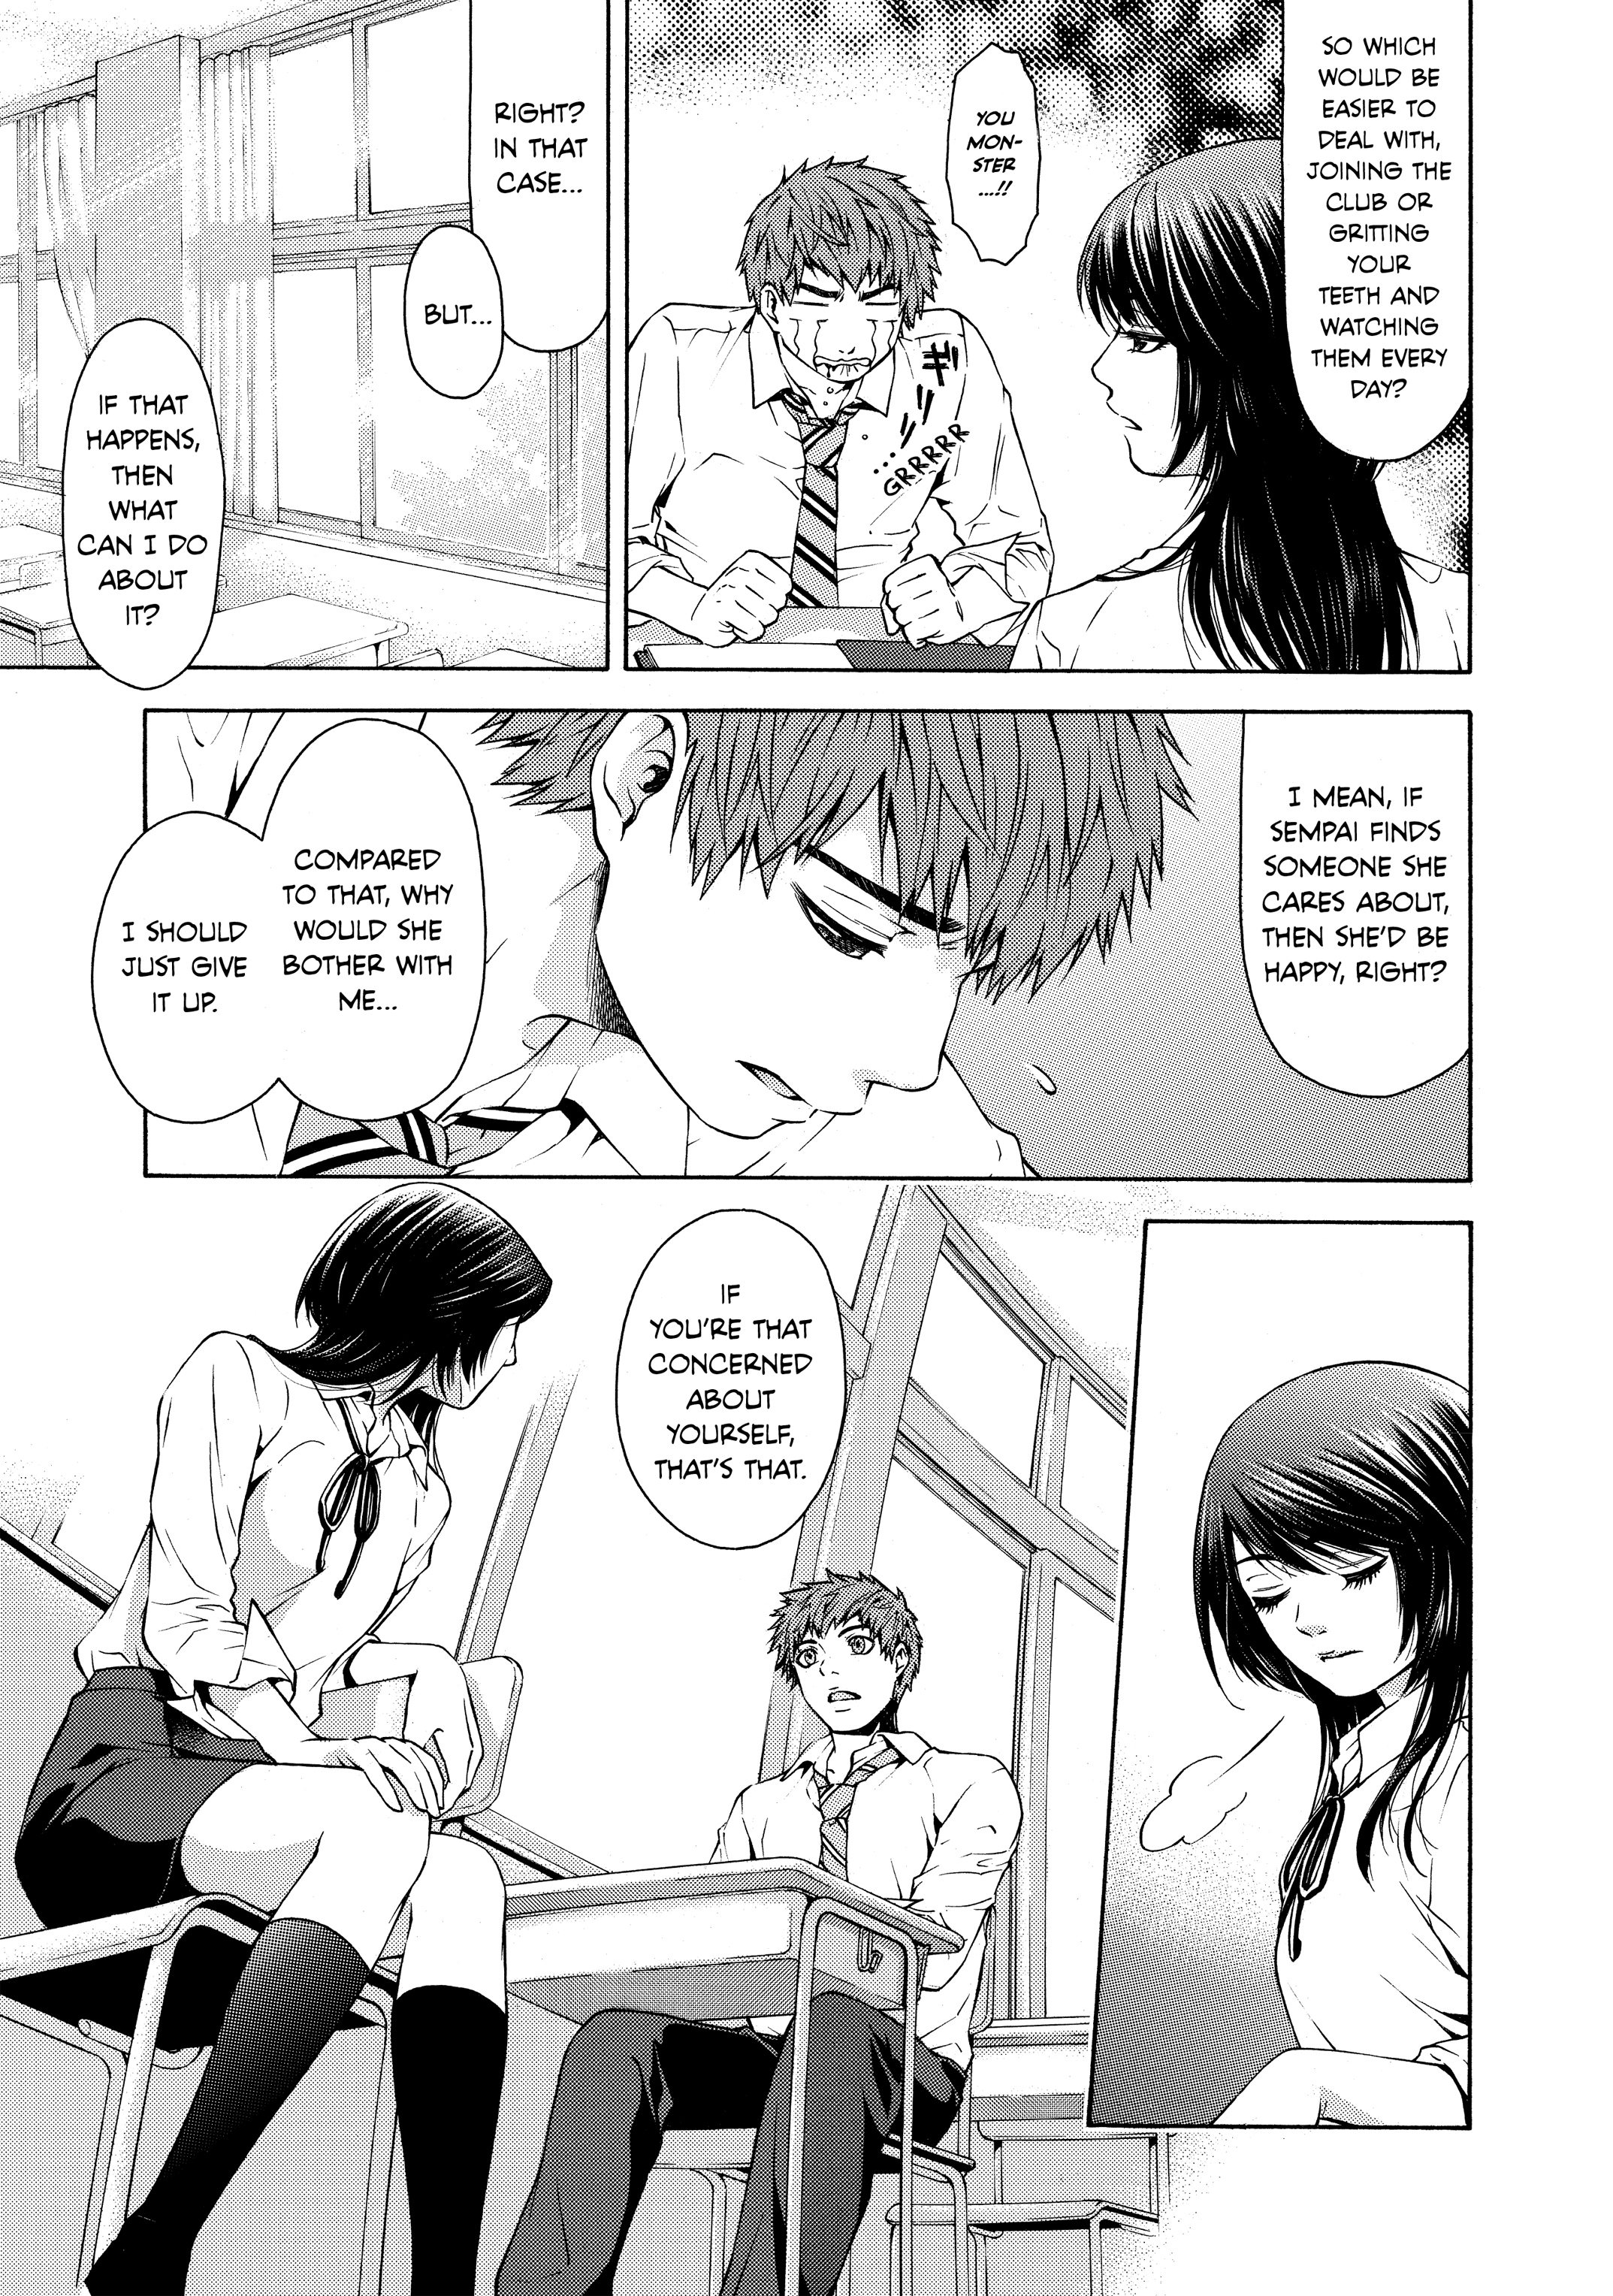 SO WHICH
WOULD BE
EASIER TO
DEAL WITH,
JOINING THE
CLUB OR
GRITTING
YOUR
TEETH AND
WATCHING
THEM EVERY
DAY?
YOU
MON-
STER
...!!
ギリ...
GRRRRR
RIGHT?
IN THAT
CASE...
BUT...
IF THAT
HAPPENS,
THEN
WHAT
CAN I DO
ABOUT
IT?
I MEAN, IF
SEMPAI FINDS
SOMEONE SHE
CARES ABOUT,
THEN SHE'D BE
HAPPY, RIGHT?
COMPARED
TO THAT, WHY
WOULD SHE
BOTHER WITH
ME...
I SHOULD
JUST GIVE
IT UP.
IF
YOU'RE THAT
CONCERNED
ABOUT
YOURSELF,
THAT'S THAT.